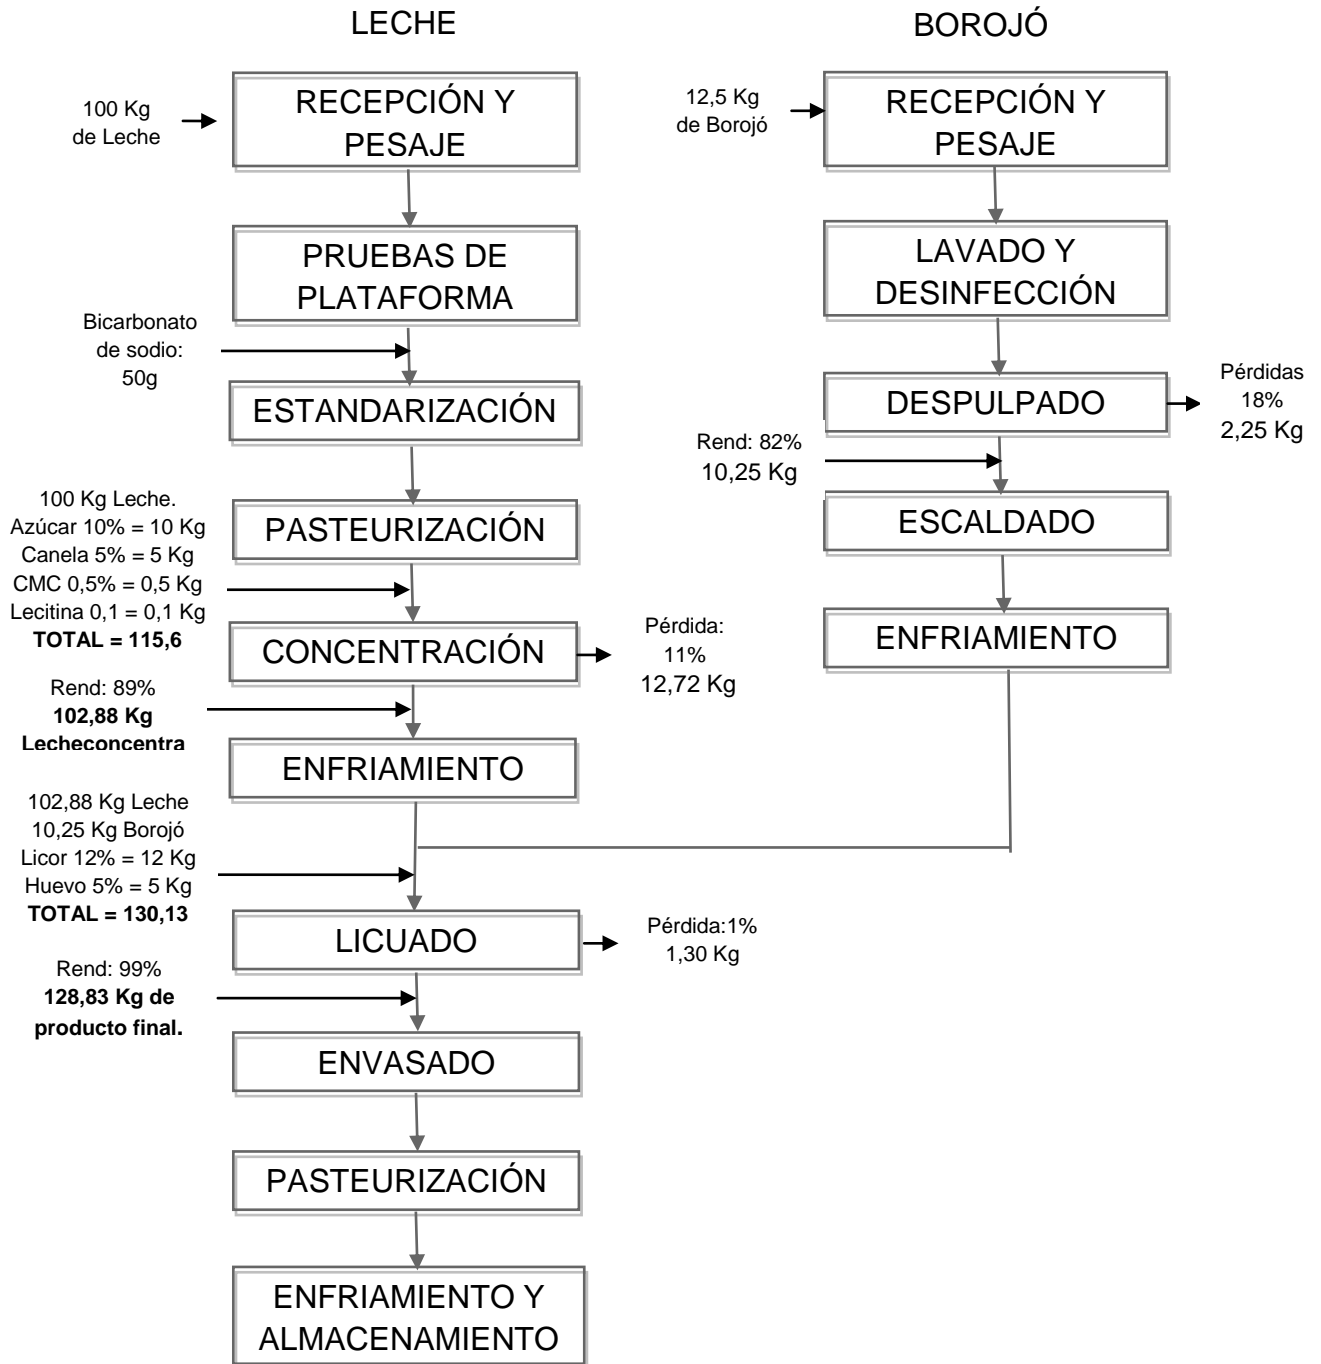 LECHE
BOROJÓ
100 Kg
de Leche
RECEPCIÓN Y
PESAJE
12,5 Kg
de Borojó
RECEPCIÓN Y
PESAJE
PRUEBAS DE
PLATAFORMA
LAVADO Y
DESINFECCIÓN
Bicarbonato
de sodio:
50g
ESTANDARIZACIÓN
DESPULPADO
Pérdidas
18%
2,25 Kg
Rend: 82%
10,25 Kg
100 Kg Leche.
Azúcar 10% = 10 Kg
Canela 5% = 5 Kg
CMC 0,5% = 0,5 Kg
Lecitina 0,1 = 0,1 Kg
TOTAL = 115,6
PASTEURIZACIÓN
ESCALDADO
CONCENTRACIÓN
Pérdida:
11%
12,72 Kg
ENFRIAMIENTO
Rend: 89%
102,88 Kg
Lecheconcentra
ENFRIAMIENTO
102,88 Kg Leche
10,25 Kg Borojó
Licor 12% = 12 Kg
Huevo 5% = 5 Kg
TOTAL = 130,13
LICUADO
Pérdida:1%
1,30 Kg
Rend: 99%
128,83 Kg de
producto final.
ENVASADO
PASTEURIZACIÓN
ENFRIAMIENTO Y
ALMACENAMIENTO